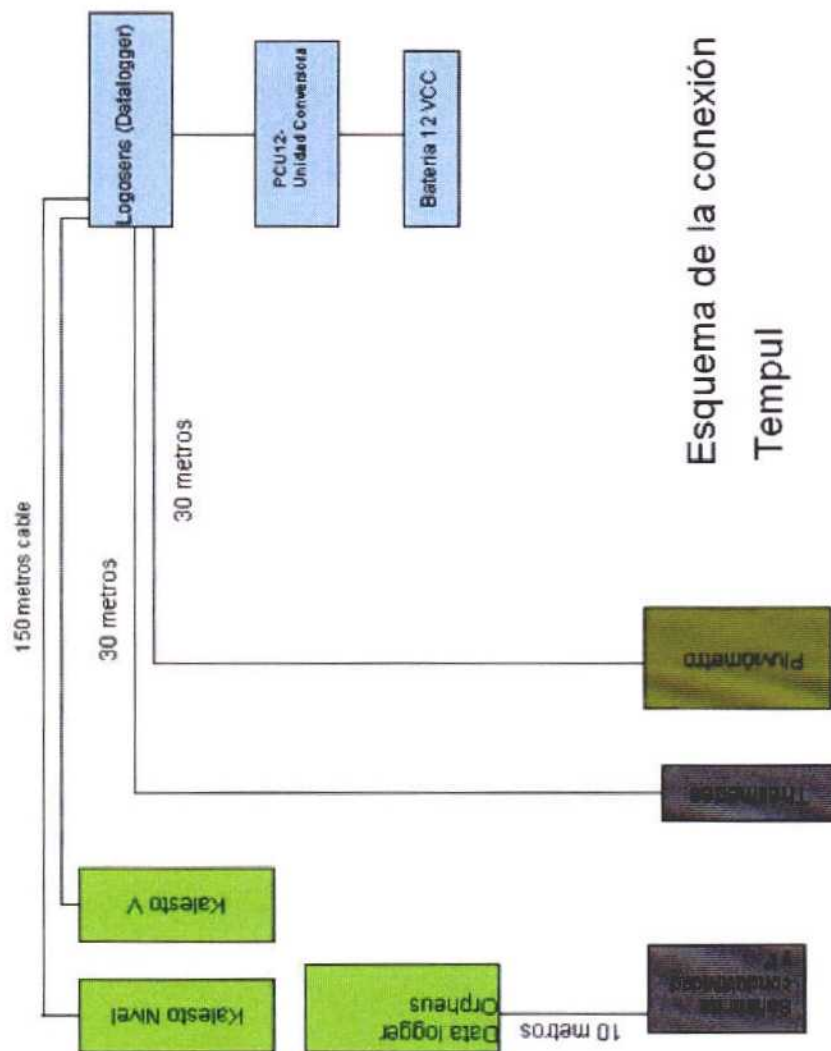 Esquema de la conexión
Tempul
150 metros cable
30 metros
30 metros
Logosens (Datalogger)
PCU12-
Unidad Conversora
Bateria 12 VCC
Kalesto Nivel
Kalesto V
Data logger
Orpheus
10 metros
Pluviómetro
conductividad